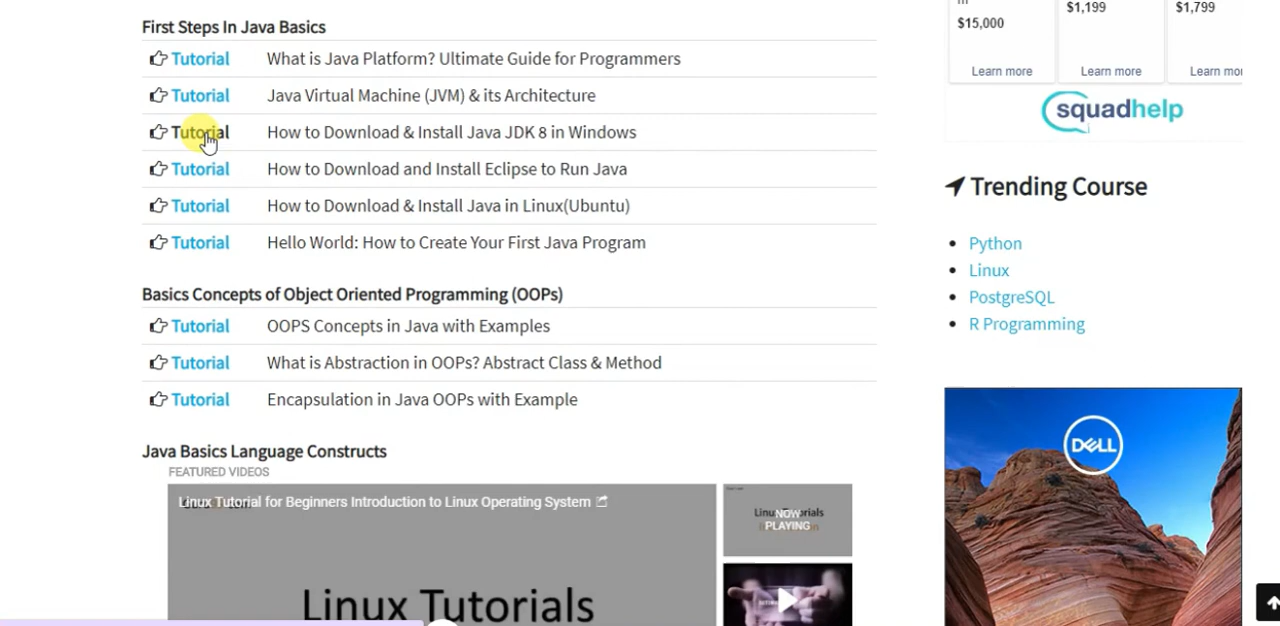 First Steps In Java Basics
Tutorial What is Java Platform? Ultimate Guide for Programmers
Tutorial Java Virtual Machine (JVM) & its Architecture
Tutorial How to Download & Install Java JDK 8 in Windows
Tutorial How to Download and Install Eclipse to Run Java
Tutorial How to Download & Install Java in Linux(Ubuntu)
Tutorial Hello World: How to Create Your First Java Program
Basics Concepts of Object Oriented Programming (OOPs)
Tutorial OOPS Concepts in Java with Examples
Tutorial What is Abstraction in OOPs? Abstract Class & Method
Tutorial Encapsulation in Java OOPs with Example
Java Basics Language Constructs
FEATURED VIDEOS
Linux Tutorial for Beginners Introduction to Linux Operating System
Linux Tutorials
NOW
PLAYING
$15,000
$1,199
$1,799
Learn more
Learn more
Learn mor
squadhelp
Trending Course
Python
Linux
PostgreSQL
R Programming
DELL